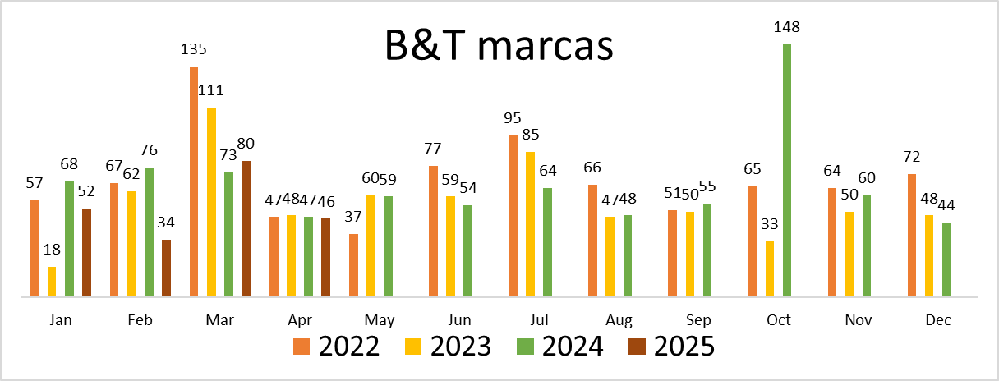 B&T marcas
57 18 68 52
67 62 76 34
135 111 73 80
47 48 47 46
37 60 59
77 59 54
95 85 64
66 47 48
51 50 55
65 33 148
64 50 60
72 48 44
Jan Feb Mar Apr May Jun Jul Aug Sep Oct Nov Dec
2022 2023 2024 2025